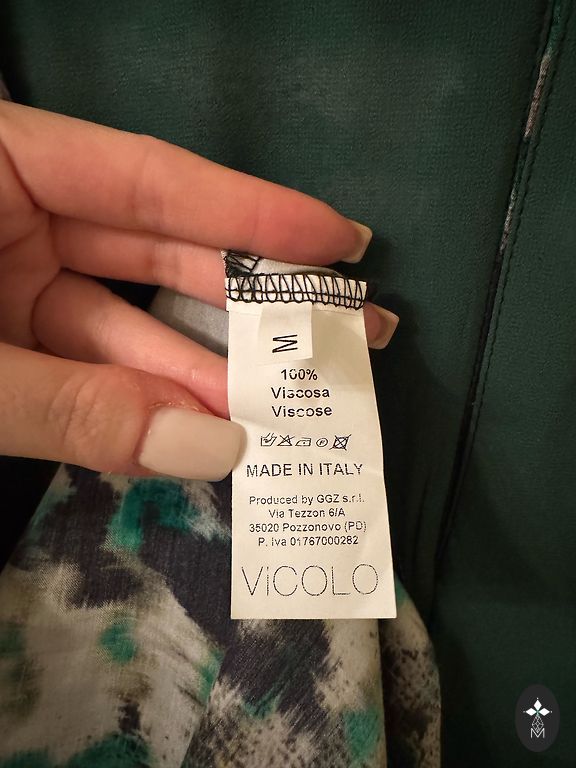 M
100%
Viscosa
Viscose
MADE IN ITALY
Produced by GGZ s.r.l.
Via Tezzon 6/A
35020 Pozzonovo (PD)
P. Iva 01767000282
ViCOLO
M